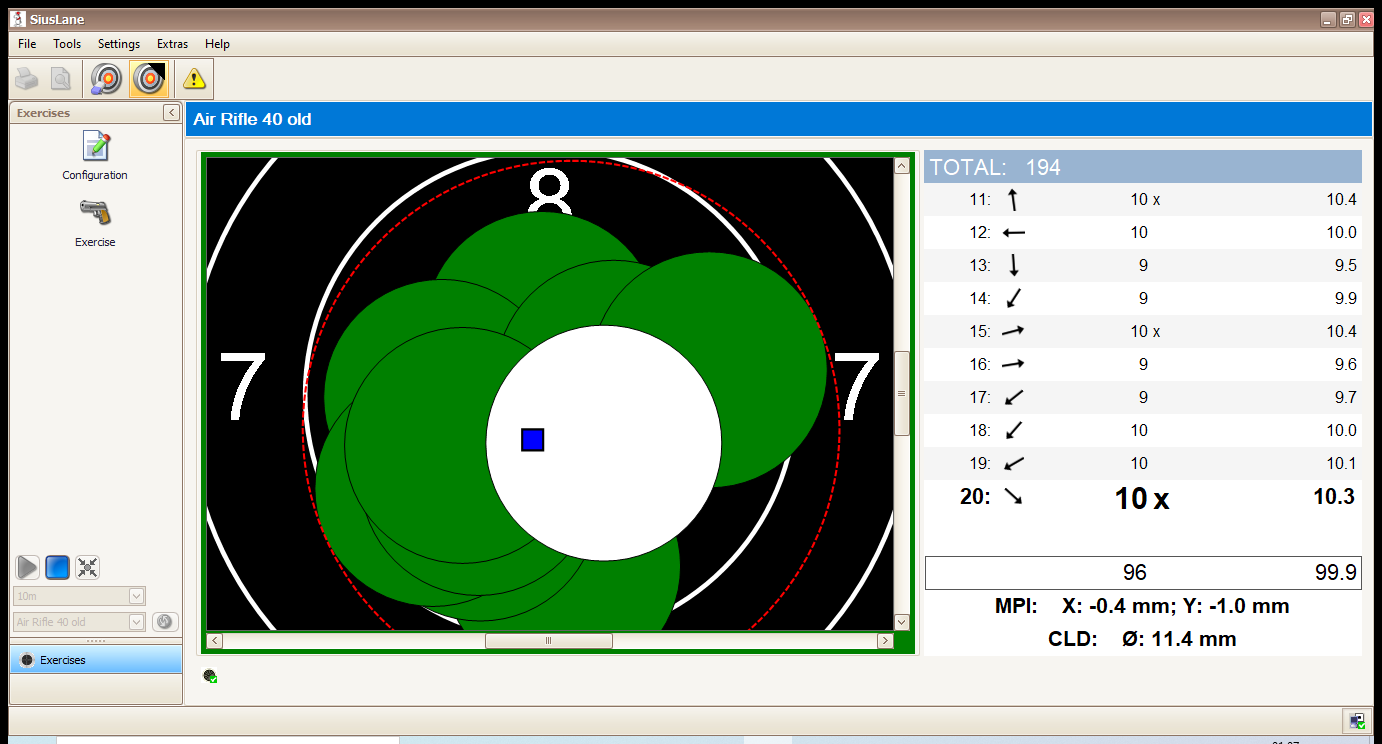 SiusLane
File Tools Settings Extras Help
Exercises
Configuration
Exercise
10m
Air Rifle 40 old
Exercises
Air Rifle 40 old
8
7 7
TOTAL: 194
11: 10 x 10.4
12: 10 10.0
13: 9 9.5
14: 9 9.9
15: 10 x 10.4
16: 9 9.6
17: 9 9.7
18: 10 10.0
19: 10 10.1
20: 10 x 10.3
96 99.9
MPI: X: -0.4 mm; Y: -1.0 mm
CLD: Ø: 11.4 mm